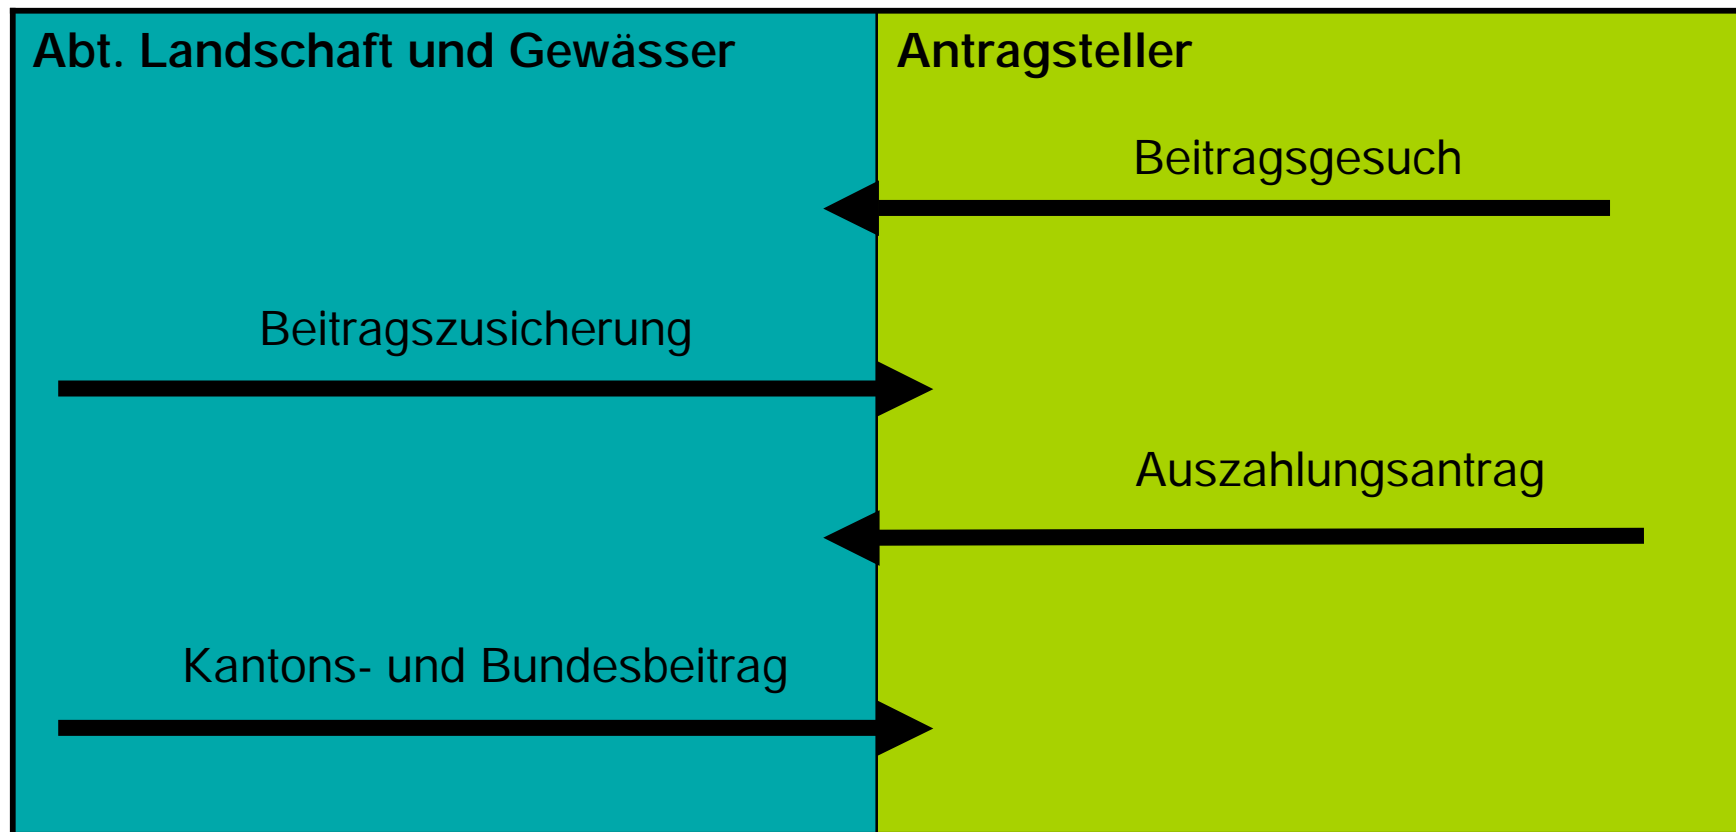 Abt. Landschaft und Gewässer
Antragsteller
Beitragsgesuch
Beitragszusicherung
Auszahlungsantrag
Kantons- und Bundesbeitrag